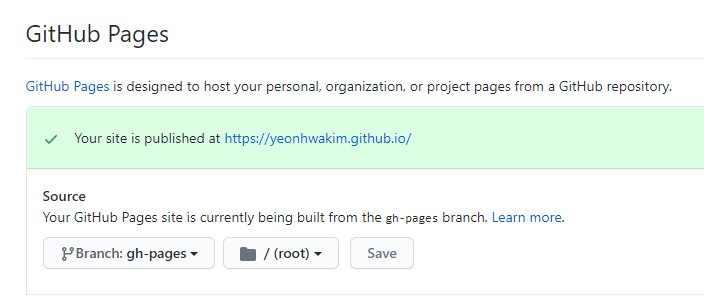 GitHub Pages
GitHub Pages is designed to host your personal, organization, or project pages from a GitHub repository.
Your site is published at https://yeonhwakim.github.io/
Source
Your GitHub Pages site is currently being built from the gh-pages branch. Learn more.
Branch: gh-pages / (root) Save